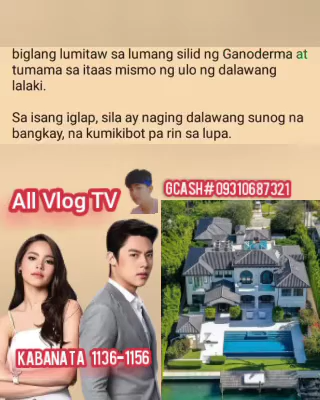 biglang lumitaw sa lumang silid ng Ganoderma at
tumama sa itaas mismo ng ulo ng dalawang
lalaki.
Sa isang iglap, sila ay naging dalawang sunog na
bangkay, na kumikibot pa rin sa lupa.
All Vlog TV
GCASH#09310687321
KABANATA 1136-1156